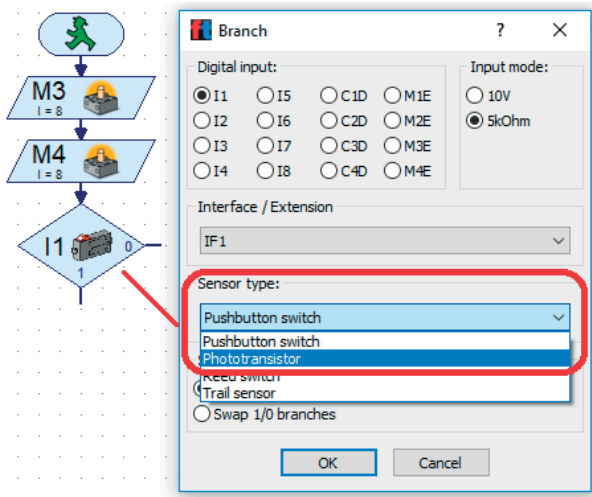 M3
I = 8
M4
I = 8
I1
0
1
ft Branch ? ×
Digital input:
I1 I5 C1D M1E
I2 I6 C2D M2E
I3 I7 C3D M3E
I4 I8 C4D M4E
Input mode:
10V
5kOhm
Interface / Extension
IF1
Sensor type:
Pushbutton switch
Pushbutton switch
Phototransistor
Reed switch
Trail sensor
Swap 1/0 branches
OK Cancel